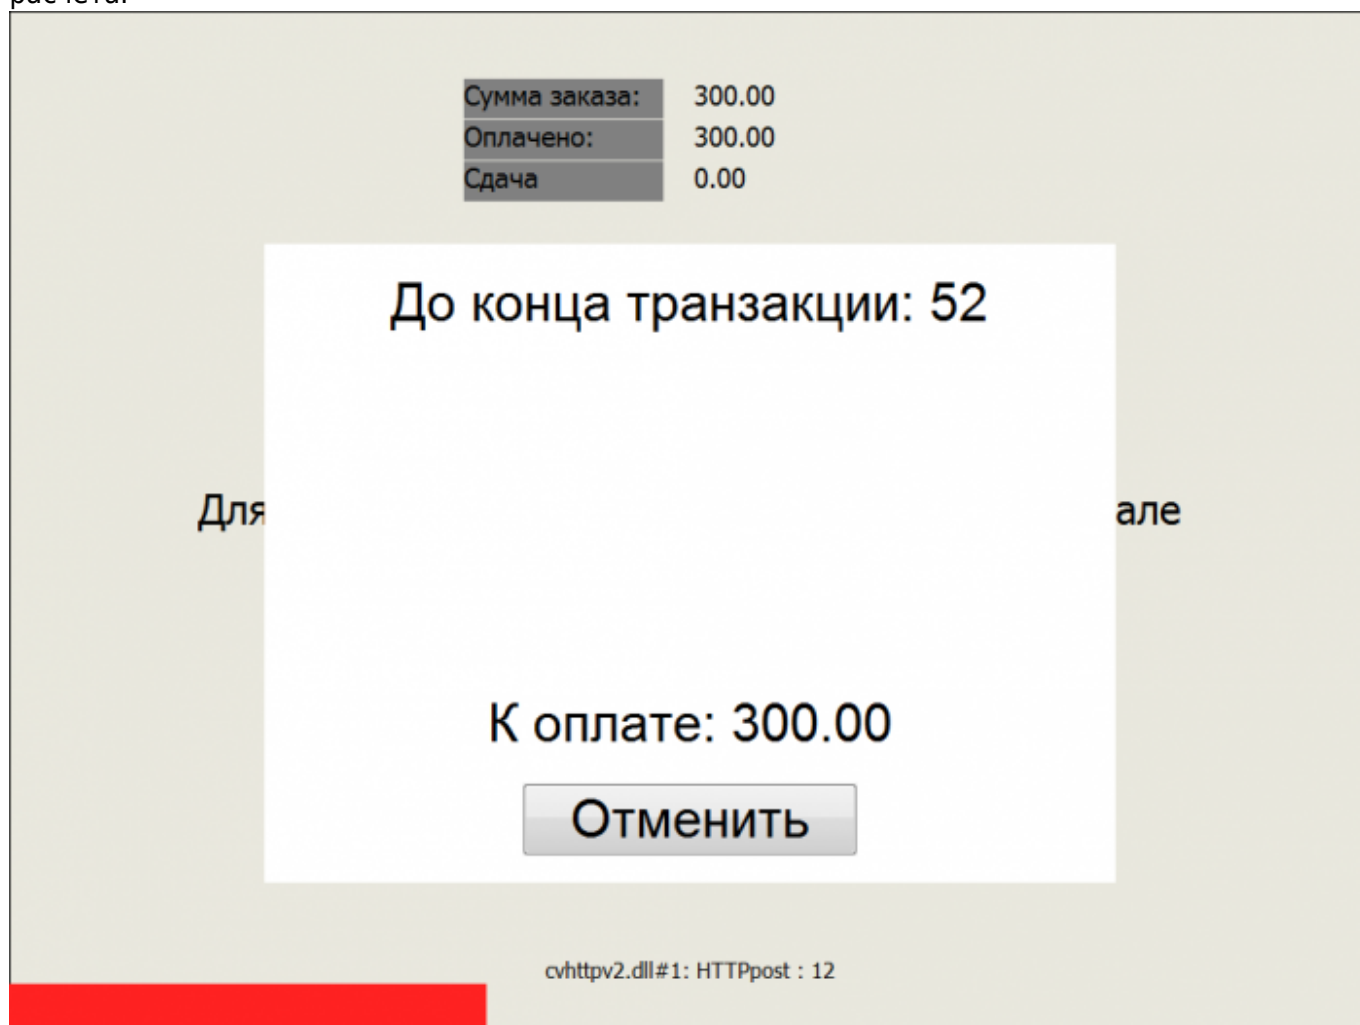 расчета.
Сумма заказа: 300.00
Оплачено: 300.00
Сдача 0.00
До конца транзакции: 52
Для але
К оплате: 300.00
Отменить
cvhttpv2.dll#1: HTTPpost : 12